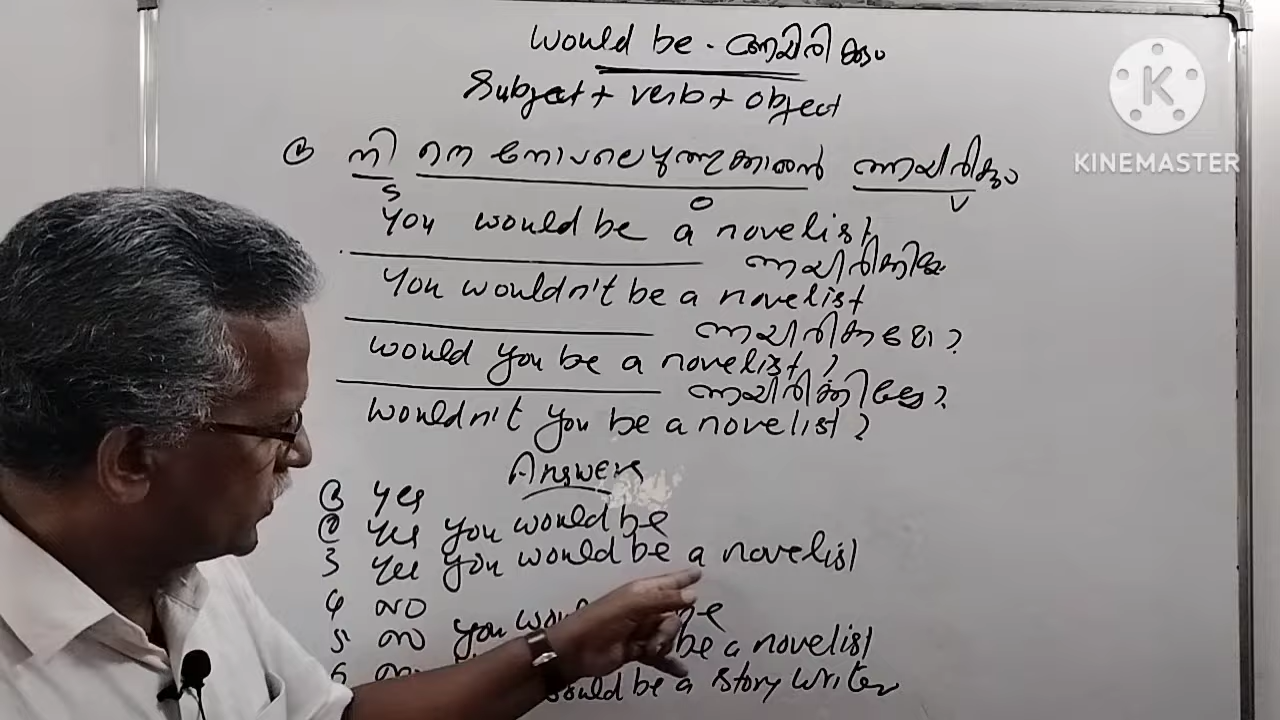 would be - ആയിരിക്കും
Subject + verb + object
KINEMASTER
① നീ ഒരു നോവലെഴുത്തുകാരൻ ആയിരിക്കും
S O V
You would be a novelist
ആയിരിക്കില്ല
You wouldn't be a novelist
ആയിരിക്കുമോ?
would you be a novelist?
ആയിരിക്കില്ലേ?
wouldn't you be a novelist?
Answers
yes
② yes you would be
3 yes you would be a novelist
4 no
5 no you be
be a novelist
6 would be a story writer